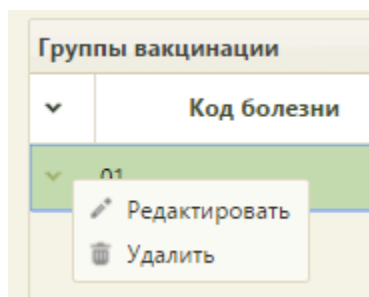 Группы вакцинации
Код болезни
01
Редактировать
Удалить